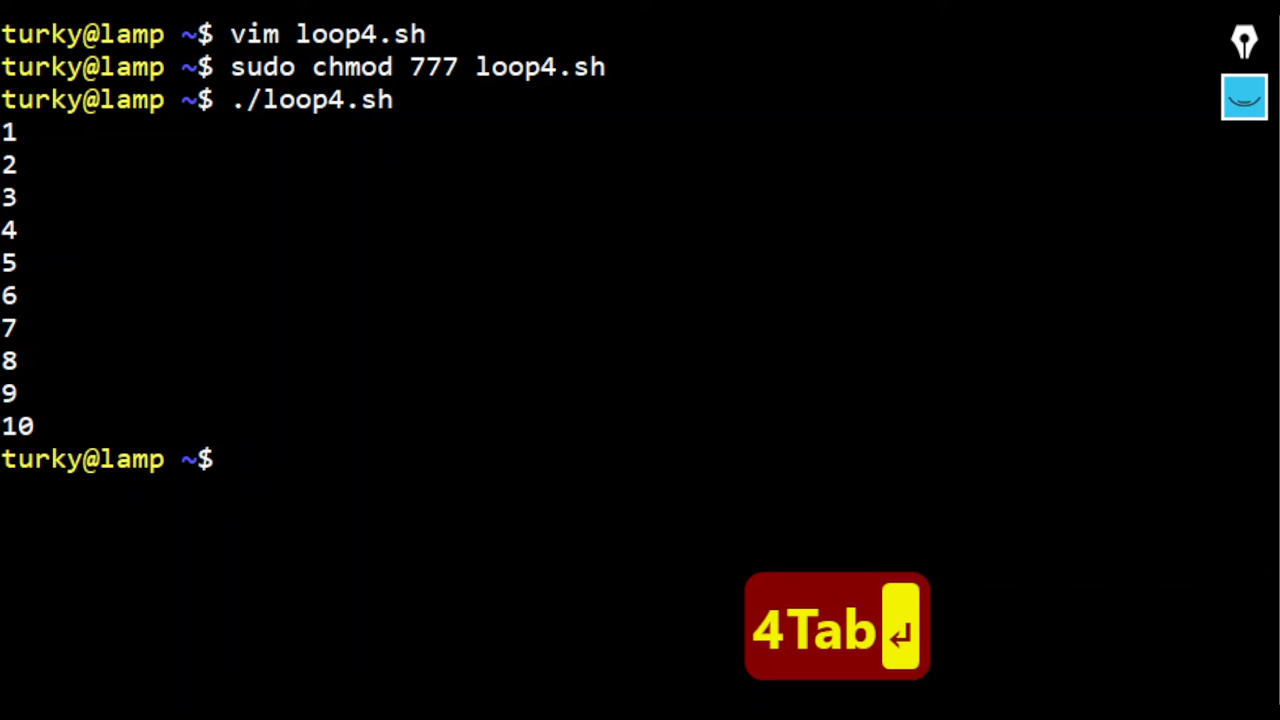 turky@lamp ~$ vim loop4.sh
turky@lamp ~$ sudo chmod 777 loop4.sh
turky@lamp ~$ ./loop4.sh
1
2
3
4
5
6
7
8
9
10
turky@lamp ~$
4Tab↵